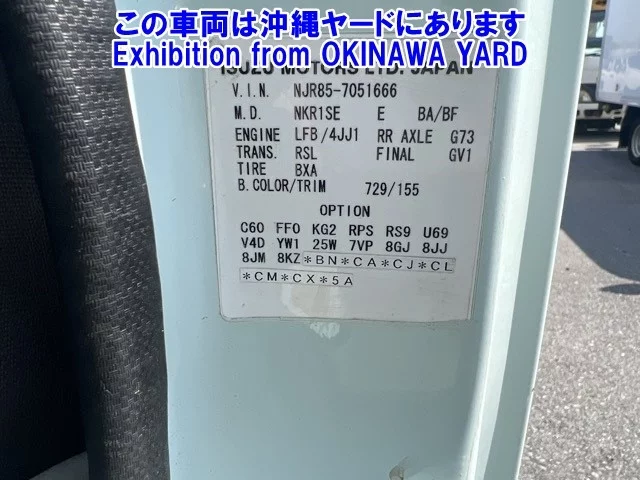 この車両は沖縄ヤードにあります
Exhibition from OKINAWA YARD
ISUZU MOTORS LTD. JAPAN
V.I.N. NJR85-7051666
M.D. NKR1SE E BA/BF
ENGINE LFB/4JJ1 RR AXLE G73
TRANS. RSL FINAL GV1
TIRE BXA
B.COLOR/TRIM 729/155
OPTION
C60 FF0 KG2 RPS RS9 U69
V4D YW1 25W 7VP 8GJ 8JJ
8JM 8KZ*BN*CA*CJ*CL
*CM*CX*5A